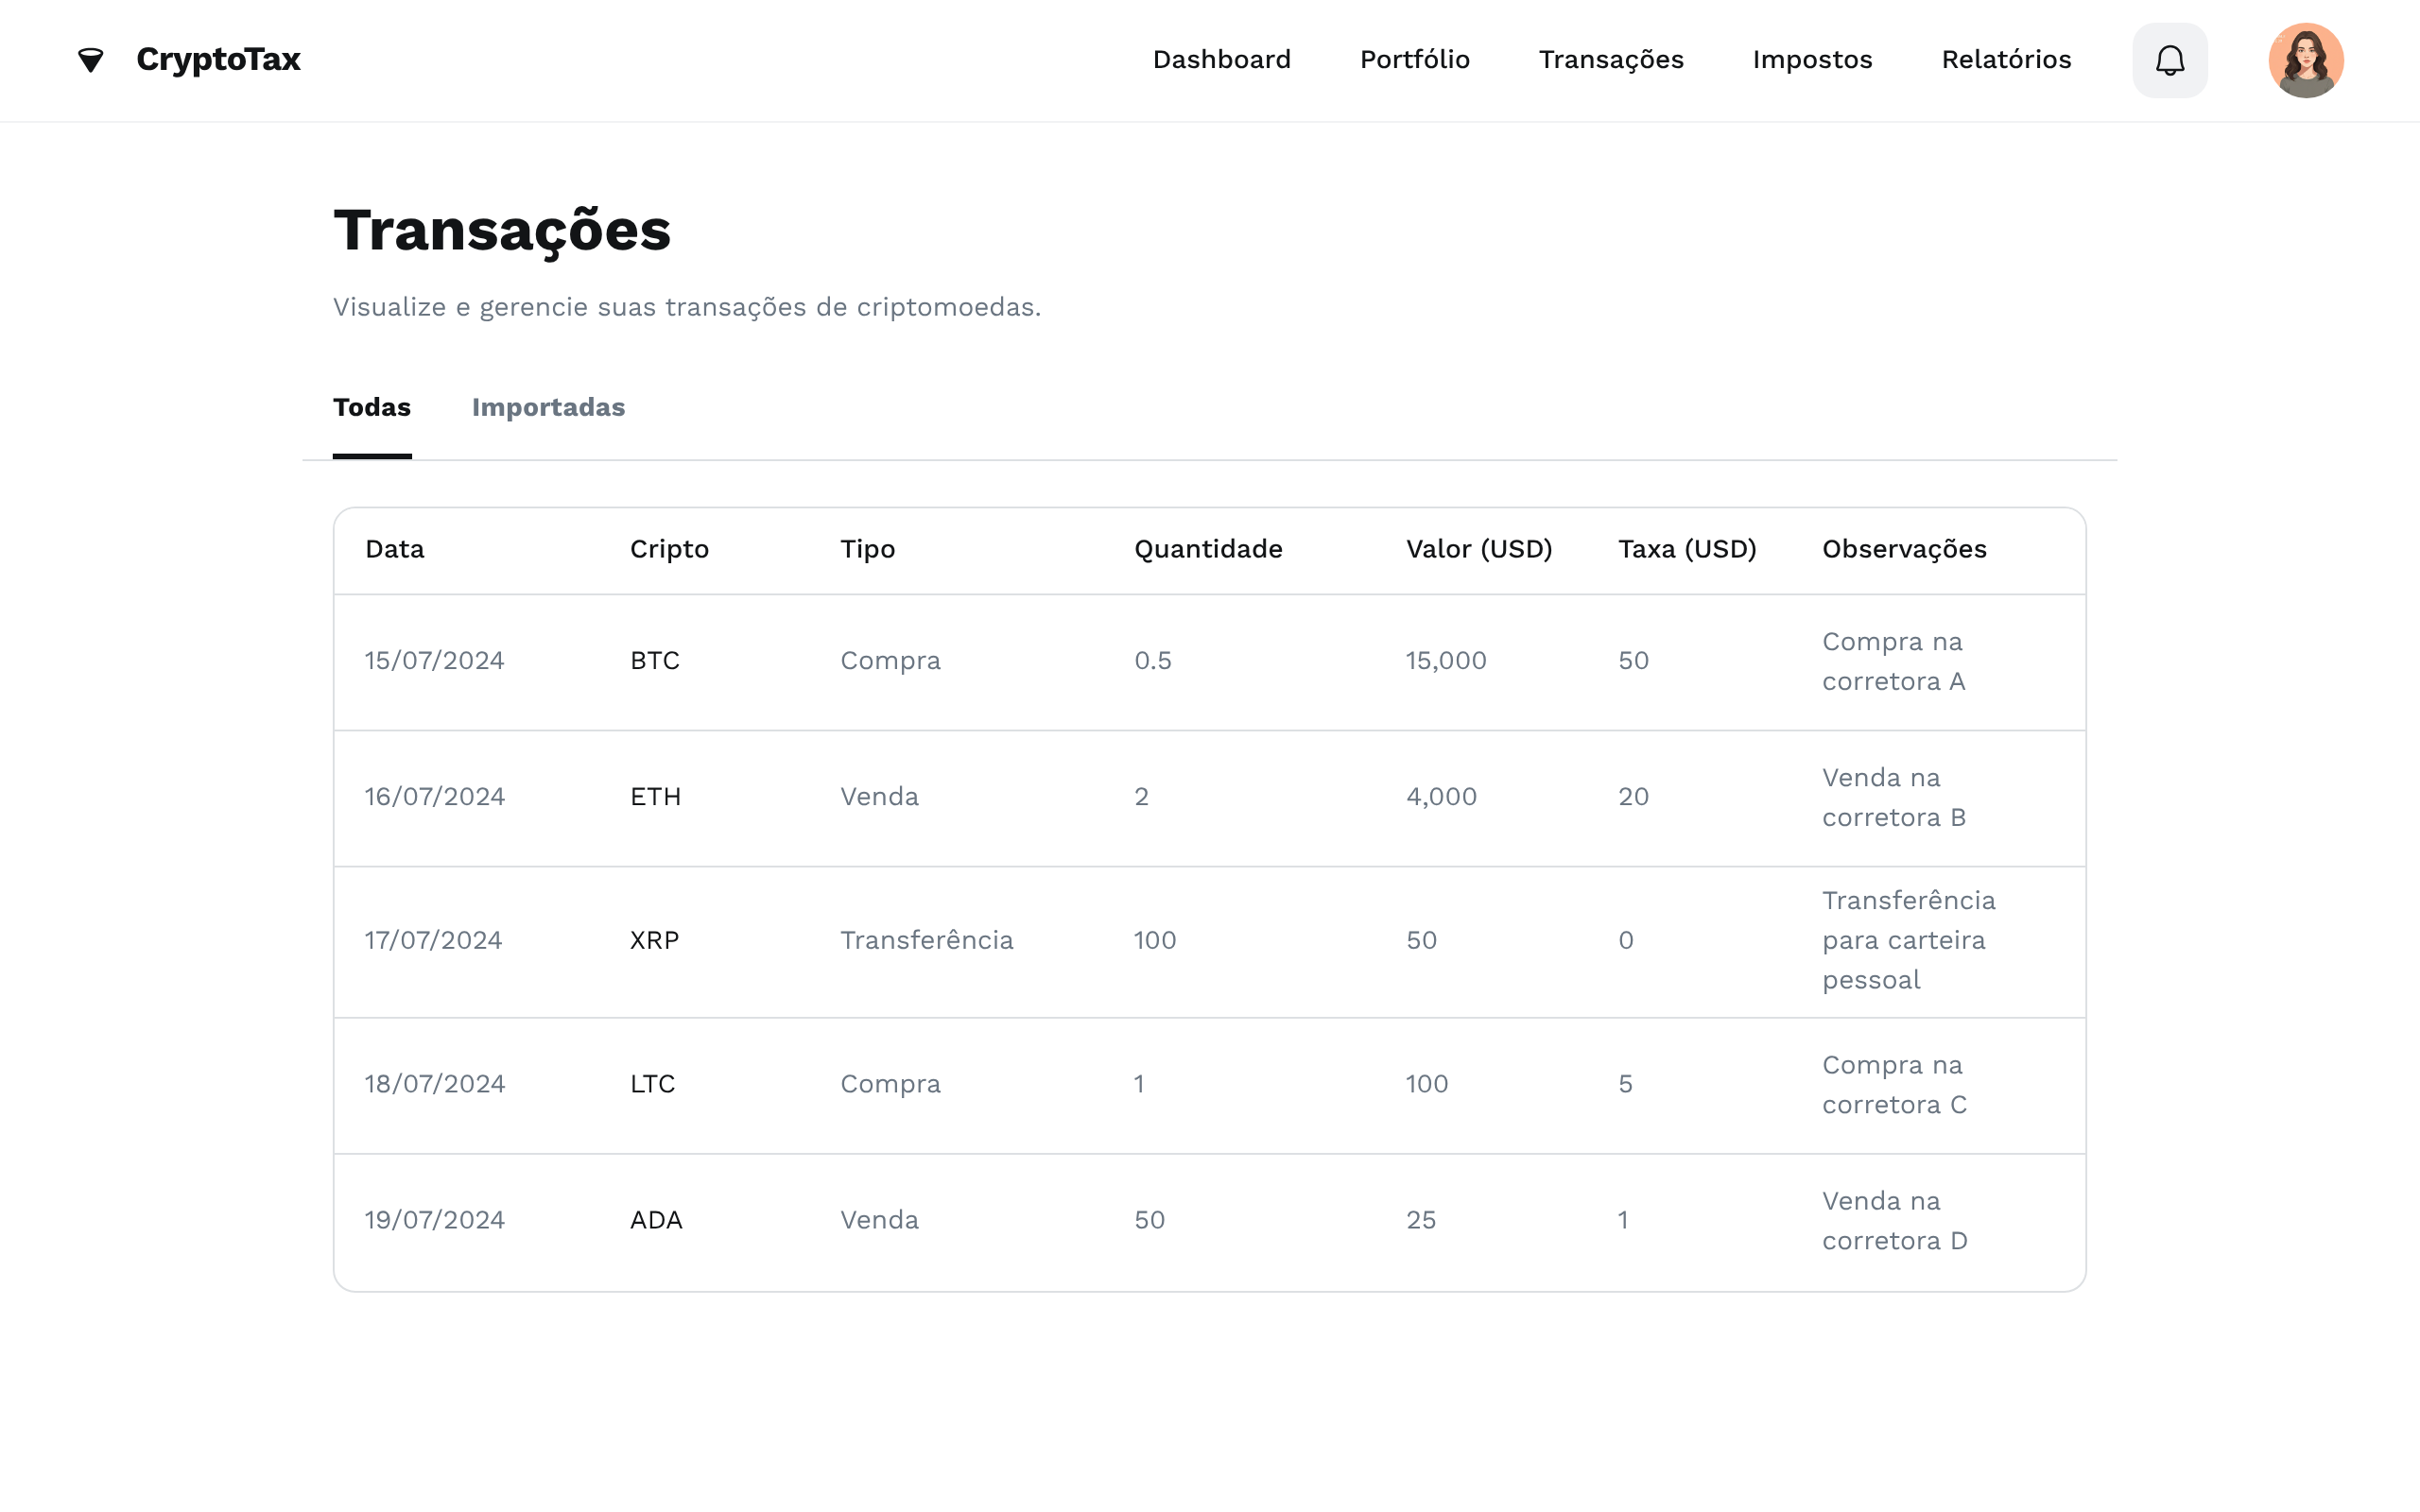 CryptoTax
Dashboard Portfólio Transações Impostos Relatórios
Transações
Visualize e gerencie suas transações de criptomoedas.
Todas Importadas
Data Cripto Tipo Quantidade Valor (USD) Taxa (USD) Observações
15/07/2024 BTC Compra 0.5 15,000 50 Compra na
corretora A
16/07/2024 ETH Venda 2 4,000 20 Venda na
corretora B
17/07/2024 XRP Transferência 100 50 0 Transferência
para carteira
pessoal
18/07/2024 LTC Compra 1 100 5 Compra na
corretora C
19/07/2024 ADA Venda 50 25 1 Venda na
corretora D